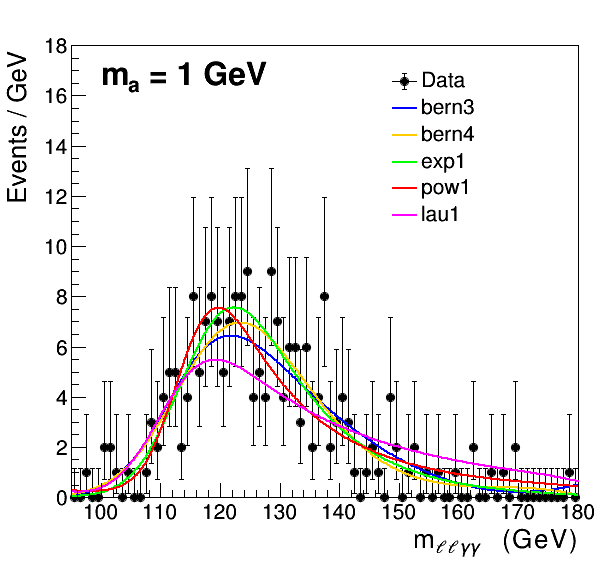 Events / GeV
18
16
14
12
10
8
6
4
2
0
mₐ = 1 GeV
Data
bern3
bern4
exp1
pow1
lau1
100 110 120 130 140 150 160 170 180
m_ℓℓγγ (GeV)